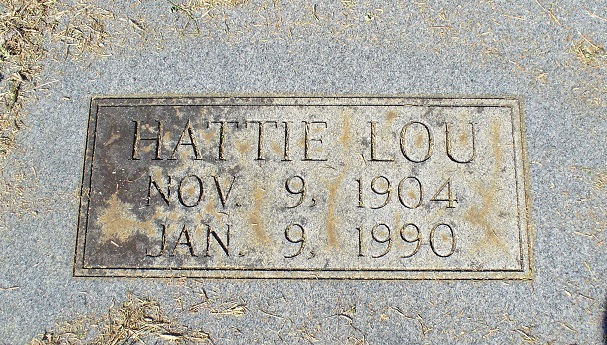 HATTIE LOU
NOV. 9, 1904
JAN. 9, 1990